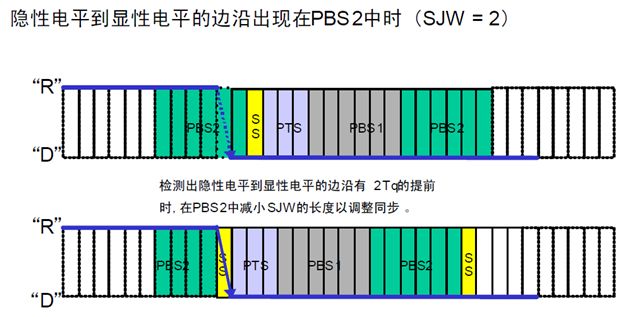 隐性电平到显性电平的边沿出现在PBS2中时（SJW = 2）
“R”
PBS2
SS
PTS
PBS1
PBS2
“D”
检测出隐性电平到显性电平的边沿有 2Tq的提前
时, 在PBS2中减小SJW的长度以调整同步 。
“R”
PBS2
SS
PTS
PBS1
PBS2
SS
“D”